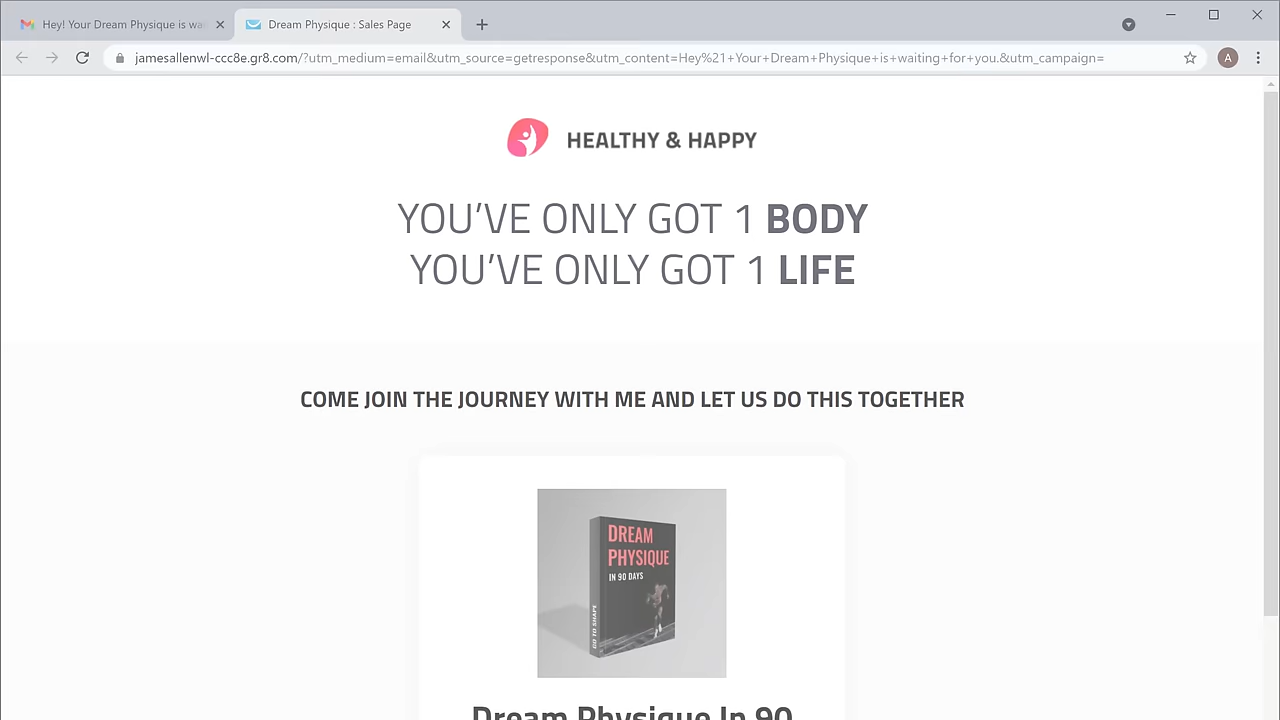 Hey! Your Dream Physique is wai
Dream Physique : Sales Page
jamesallenwl-ccc8e.gr8.com/?utm_medium=email&utm_source=getresponse&utm_content=Hey%21+Your+Dream+Physique+is+waiting+for+you.&utm_campaign=
A
HEALTHY & HAPPY
YOU'VE ONLY GOT 1 BODY
YOU'VE ONLY GOT 1 LIFE
COME JOIN THE JOURNEY WITH ME AND LET US DO THIS TOGETHER
DREAM
PHYSIQUE
IN 90 DAYS
GO TO SHAPE
Dream Physique In 90